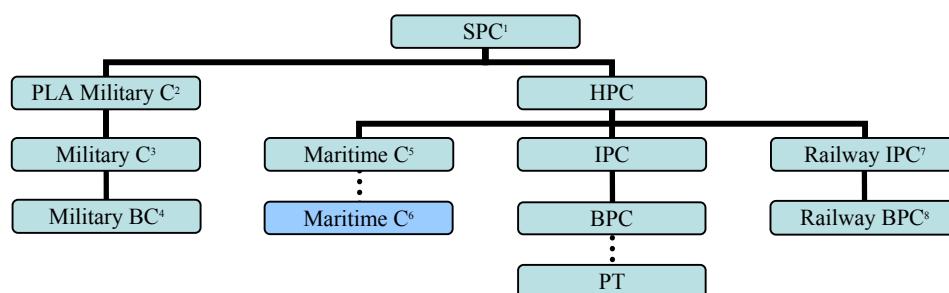 SPC¹
PLA Military C²
HPC
Military C³
Maritime C⁵
IPC
Railway IPC⁷
Military BC⁴
Maritime C⁶
BPC
Railway BPC⁸
PT